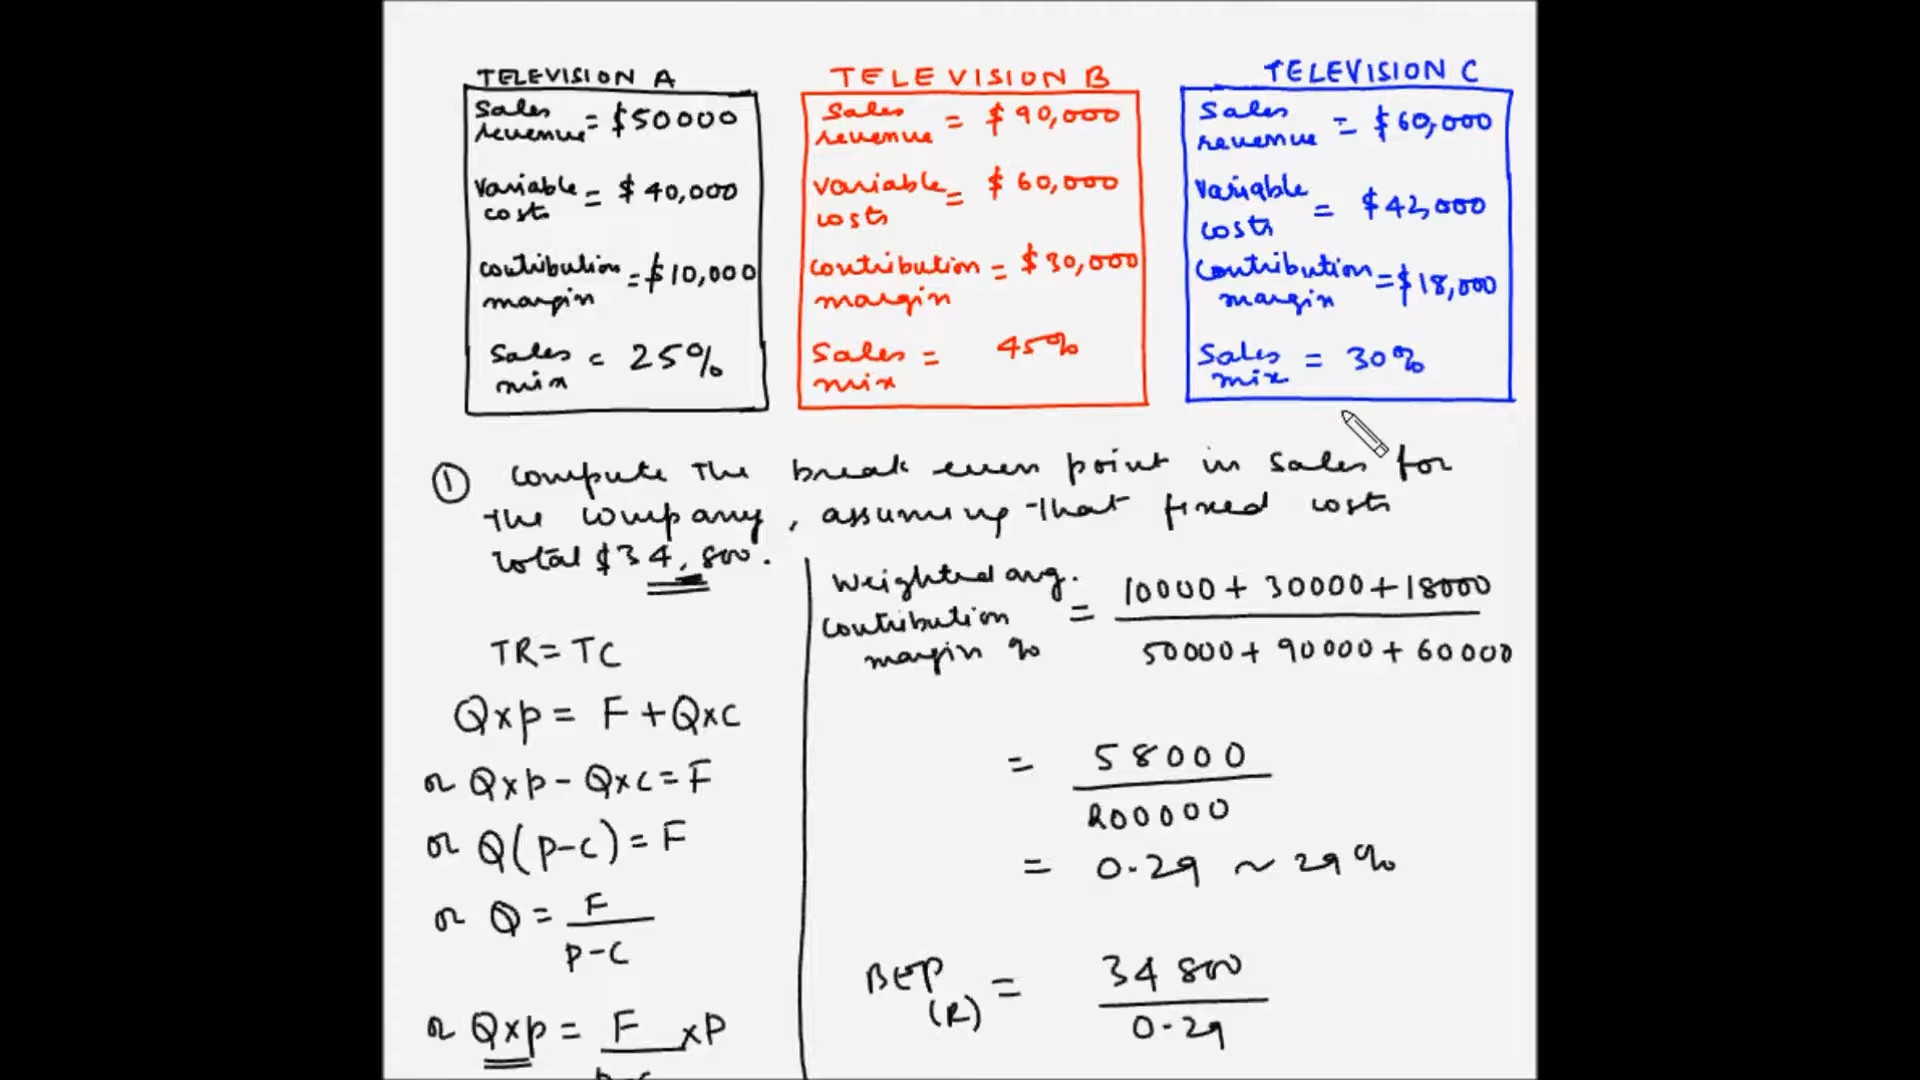 TELEVISION A
Sales revenue = $50000
variable costs = $40,000
contribution margin = $10,000
Sales mix = 25%
TELEVISION B
Sales revenue = $90,000
variable costs = $60,000
contribution margin = $30,000
Sales mix = 45%
TELEVISION C
Sales revenue = $60,000
variable costs = $42,000
contribution margin = $18,000
Sales mix = 30%
① compute the break even point in sales for
the company, assuming that fixed costs
total $34,800.
TR = TC
Q×p = F + Q×c
or Q×p - Q×c = F
or Q(p-c) = F
or Q = F
p-c
or Q×p = F ×P
Weighted avg. contribution margin % = 10000 + 30000 + 18000
50000 + 90000 + 60000
= 58000
200000
= 0.29 ~ 29%
BEP (R) = 34800
0.29